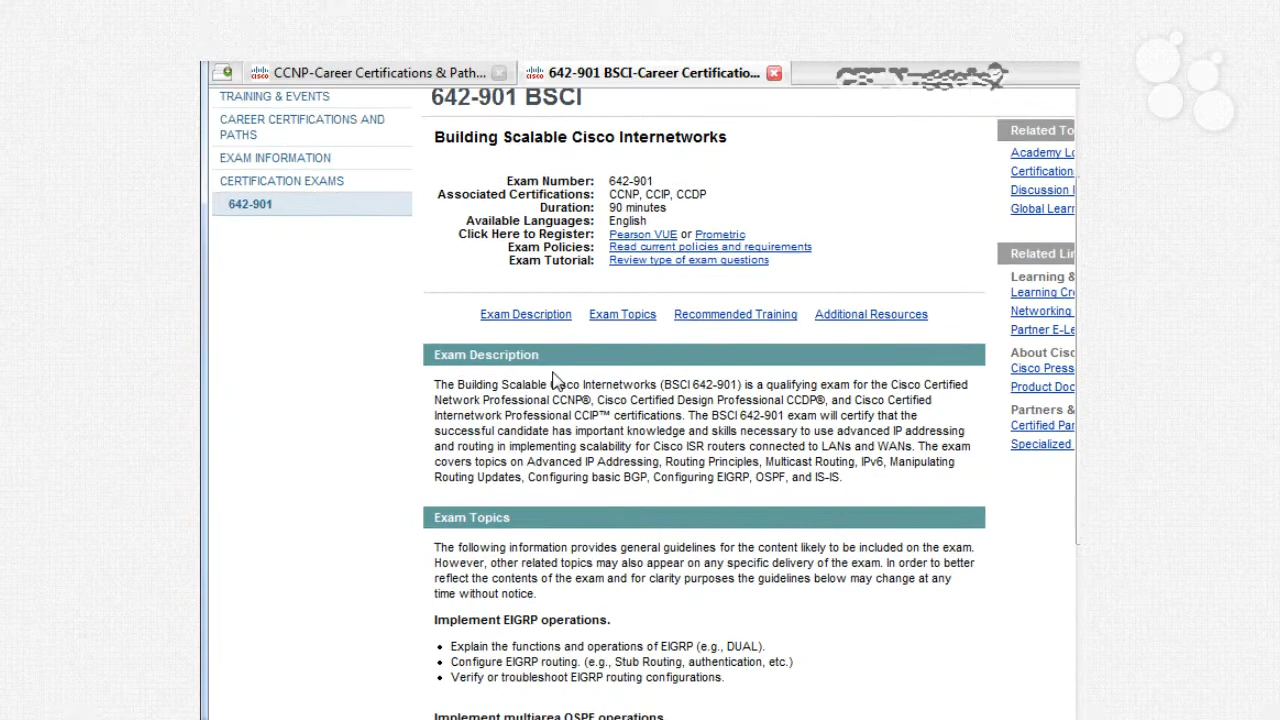 CCNP-Career Certifications & Path...
642-901 BSCI-Career Certificatio...
TRAINING & EVENTS
CAREER CERTIFICATIONS AND
PATHS
EXAM INFORMATION
CERTIFICATION EXAMS
642-901
642-901 BSCI
Building Scalable Cisco Internetworks
Exam Number: 642-901
Associated Certifications: CCNP, CCIP, CCDP
Duration: 90 minutes
Available Languages: English
Click Here to Register: Pearson VUE or Prometric
Exam Policies: Read current policies and requirements
Exam Tutorial: Review type of exam questions
Exam Description Exam Topics Recommended Training Additional Resources
Exam Description
The Building Scalable Cisco Internetworks (BSCI 642-901) is a qualifying exam for the Cisco Certified
Network Professional CCNP®, Cisco Certified Design Professional CCDP®, and Cisco Certified
Internetwork Professional CCIP™ certifications. The BSCI 642-901 exam will certify that the
successful candidate has important knowledge and skills necessary to use advanced IP addressing
and routing in implementing scalability for Cisco ISR routers connected to LANs and WANs. The exam
covers topics on Advanced IP Addressing, Routing Principles, Multicast Routing, IPv6, Manipulating
Routing Updates, Configuring basic BGP, Configuring EIGRP, OSPF, and IS-IS.
Exam Topics
The following information provides general guidelines for the content likely to be included on the exam.
However, other related topics may also appear on any specific delivery of the exam. In order to better
reflect the contents of the exam and for clarity purposes the guidelines below may change at any
time without notice.
Implement EIGRP operations.
Explain the functions and operations of EIGRP (e.g., DUAL).
Configure EIGRP routing. (e.g., Stub Routing, authentication, etc.)
Verify or troubleshoot EIGRP routing configurations.
Implement multiarea OSPF operations.
Related To
Academy Lo
Certification
Discussion
Global Learn
Related Lin
Learning &
Learning Cr
Networking
Partner E-Le
About Cisc
Cisco Press
Product Doc
Partners &
Certified Par
Specialized